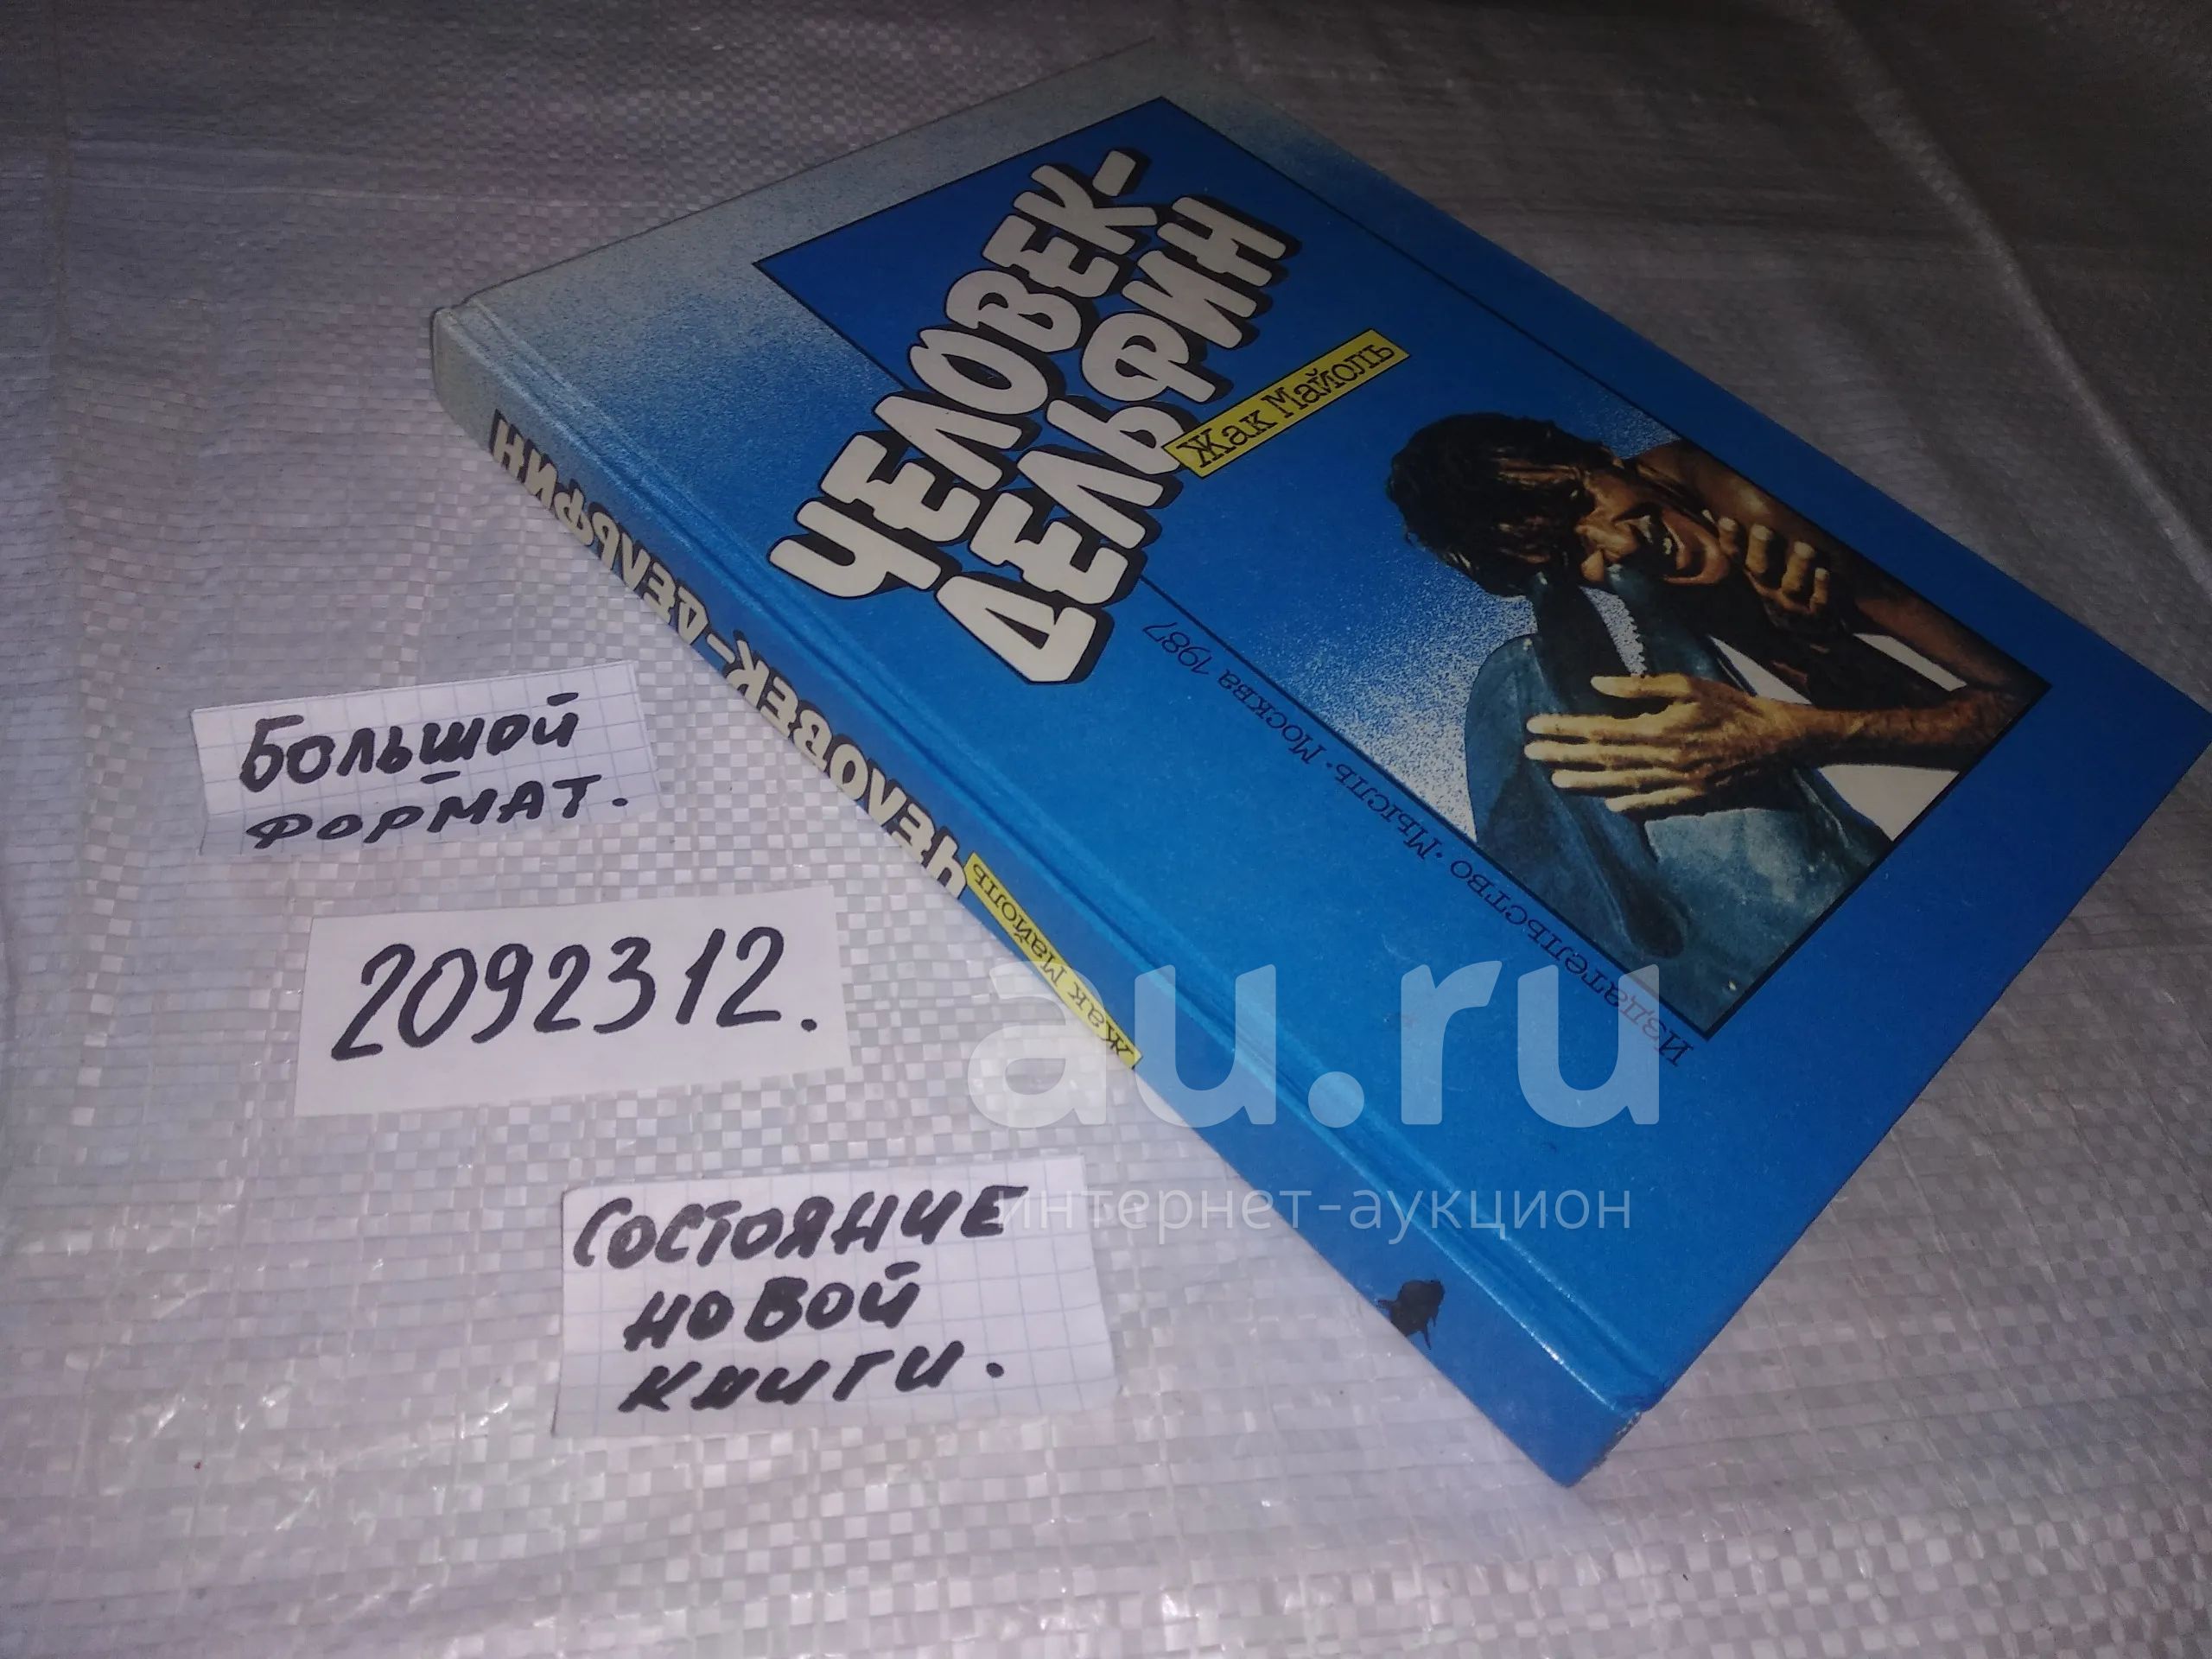 ЧЕЛОВЕК-
ДЕЛЬФИН
Жак Майоль
Издательство · Мысль · Москва 1987
Жак Майоль
ЧЕЛОВЕК-ДЕЛЬФИН
БОЛЬШОЙ
ФОРМАТ.
2092312.
СОСТОЯНИЕ
НОВОЙ
КНИГИ.
au.ru
интернет-аукцион